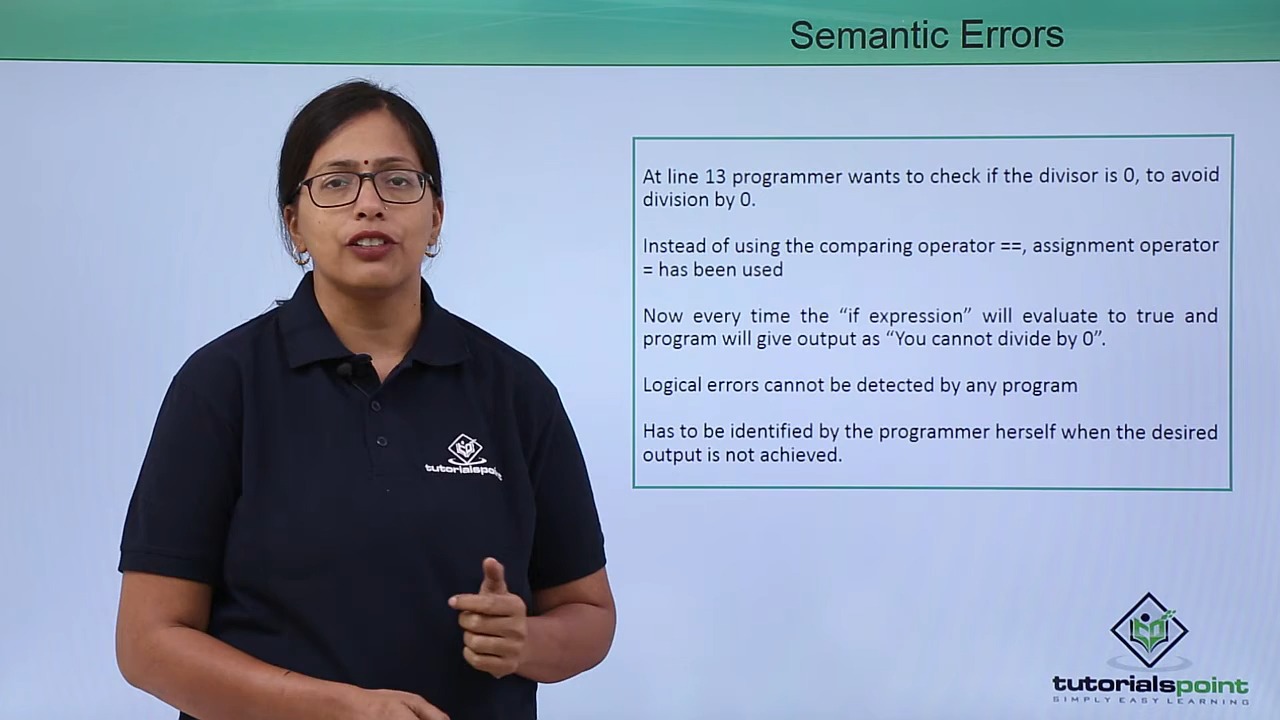 Semantic Errors
At line 13 programmer wants to check if the divisor is 0, to avoid
division by 0.
Instead of using the comparing operator ==, assignment operator
= has been used
Now every time the “if expression” will evaluate to true and
program will give output as “You cannot divide by 0”.
Logical errors cannot be detected by any program
Has to be identified by the programmer herself when the desired
output is not achieved.
tutorialspoint
tutorialspoint
SIMPLY EASY LEARNING